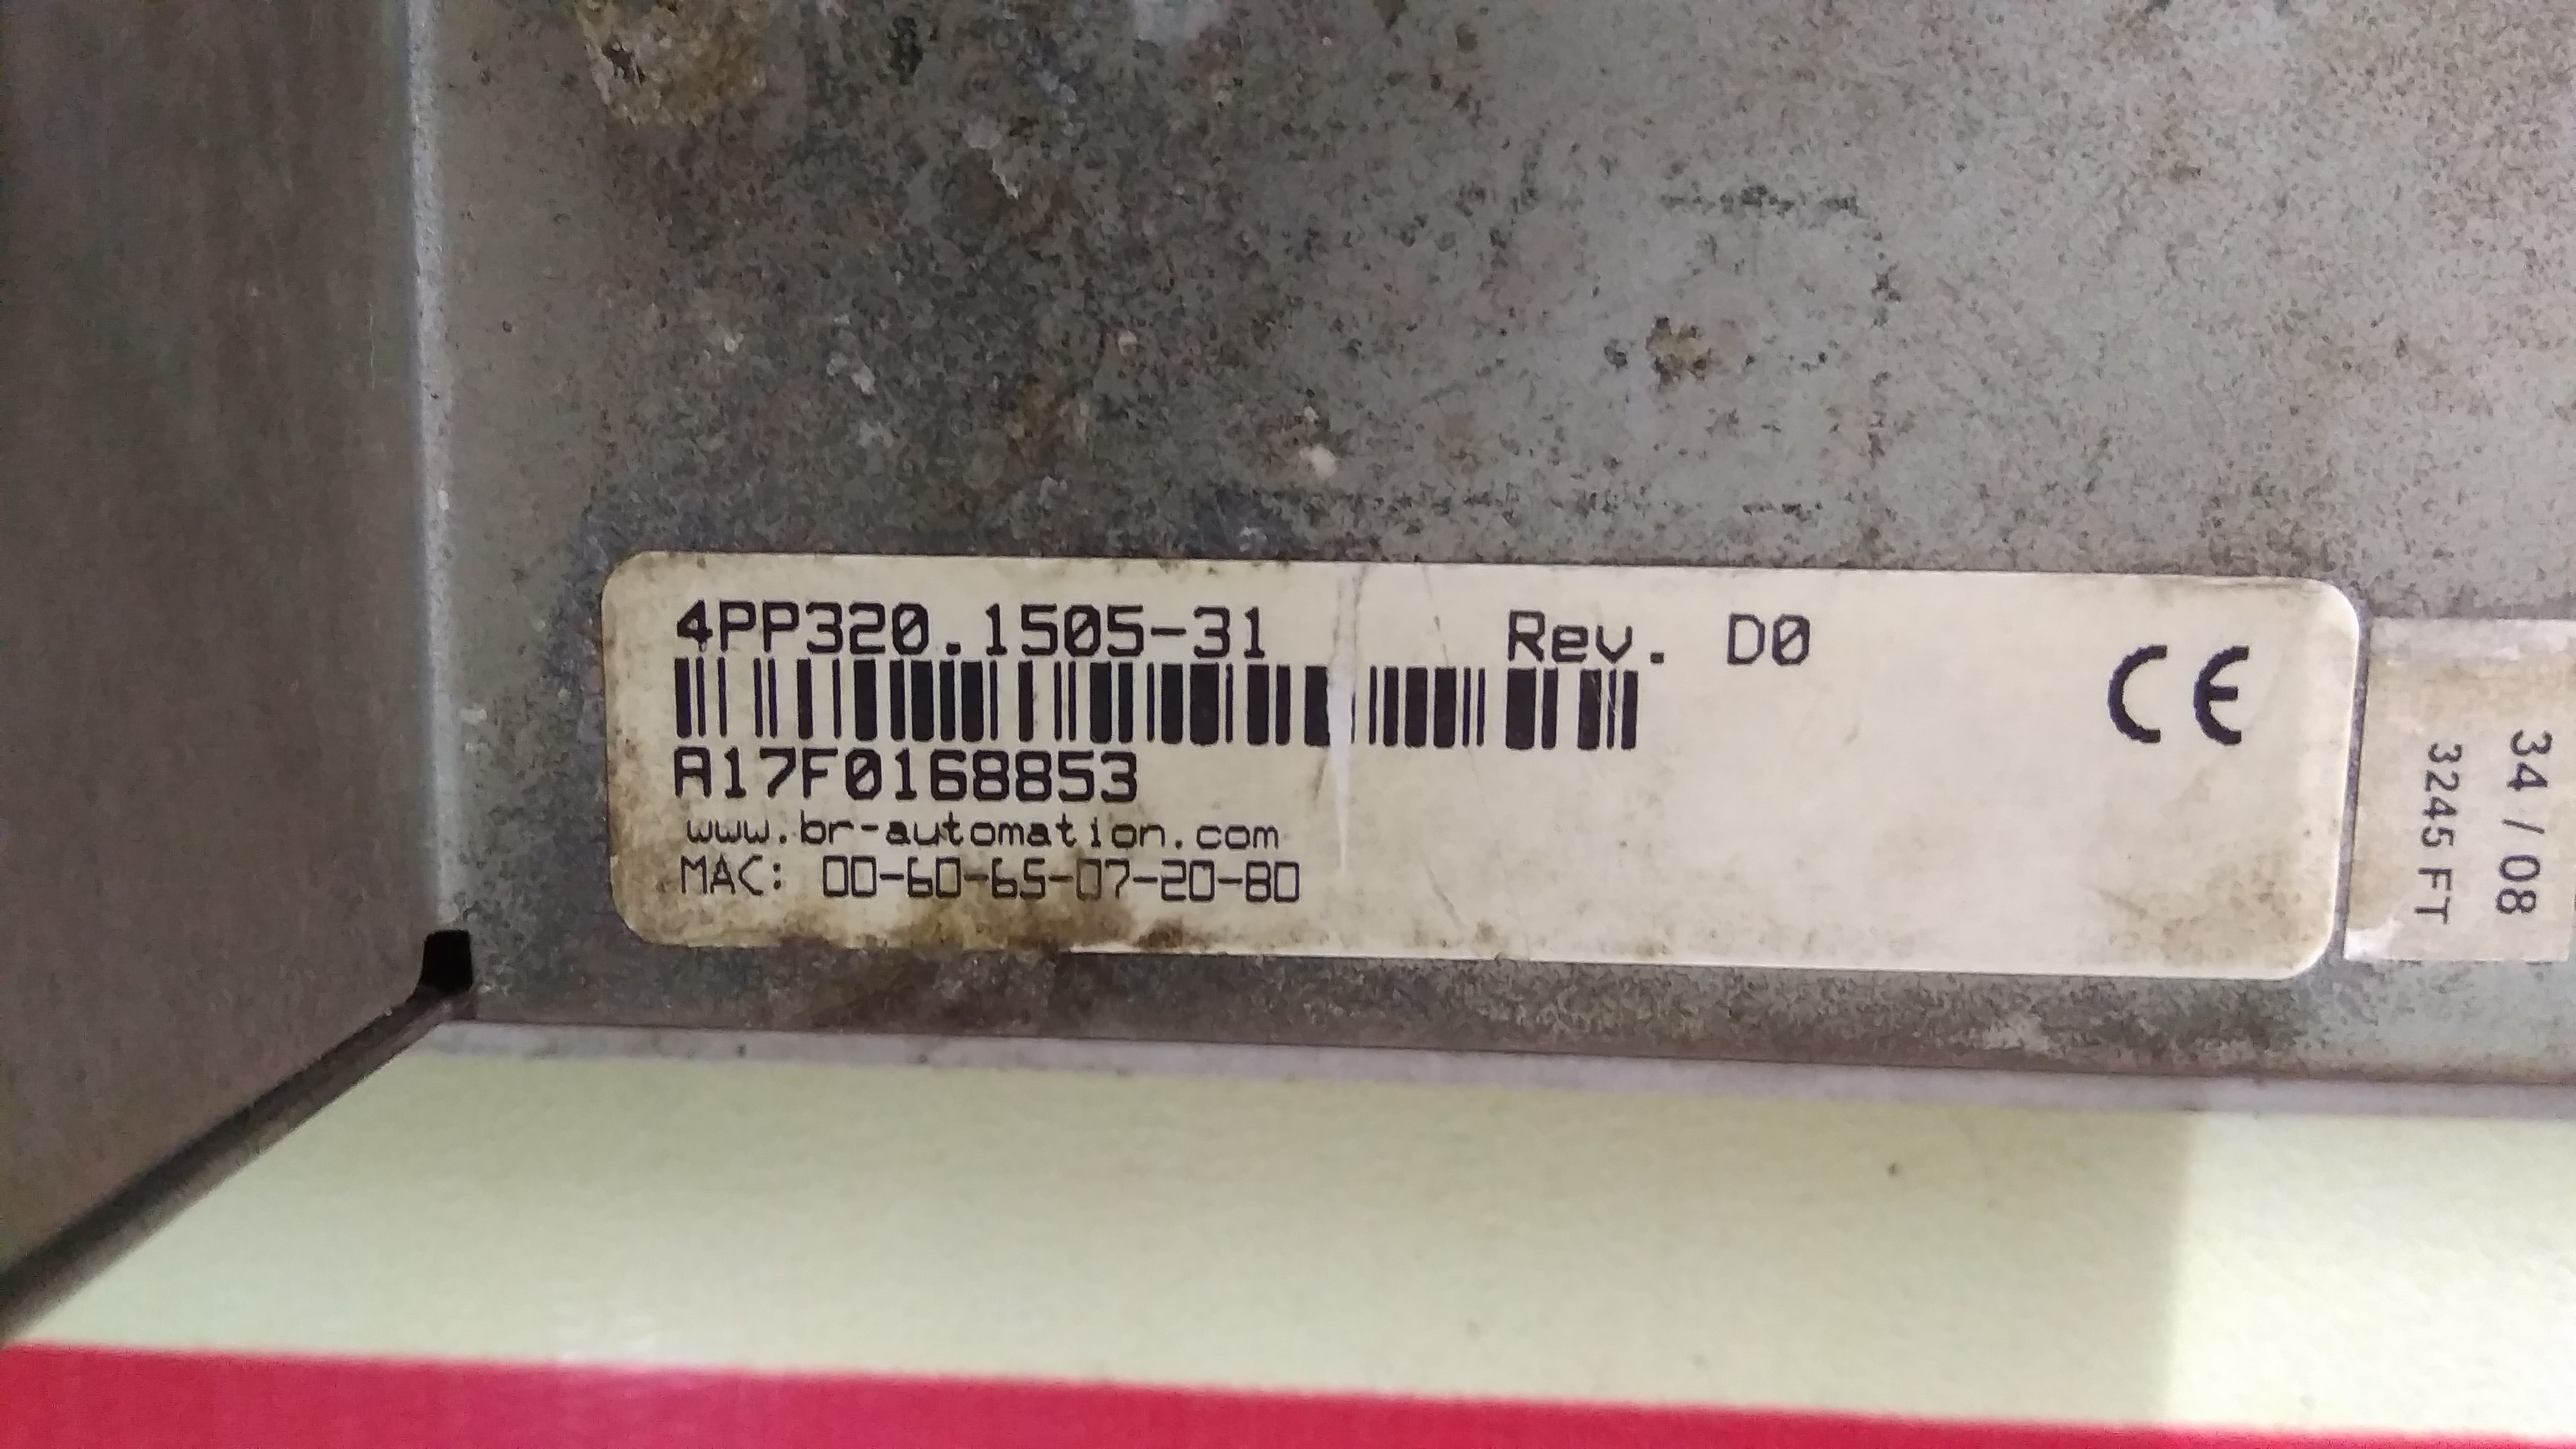 4PP320.1505-31 Rev. D0
CE
A17F0168853
www.br-automation.com
MAC: 00-60-65-07-20-80
34 / 08
3245 FT